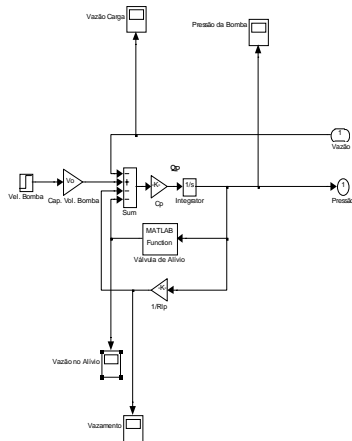 Vazão Carga
Pressão da Bomba
1
Vazão
Vel. Bomba
Vo
Cap. Vol. Bomba
Sum
-K-
Cp
Qp
1/s
Integrator
1
Pressão
MATLAB
Function
Válvula de Alívio
-K-
1/Rlp
Vazão no Alívio
Vazamento